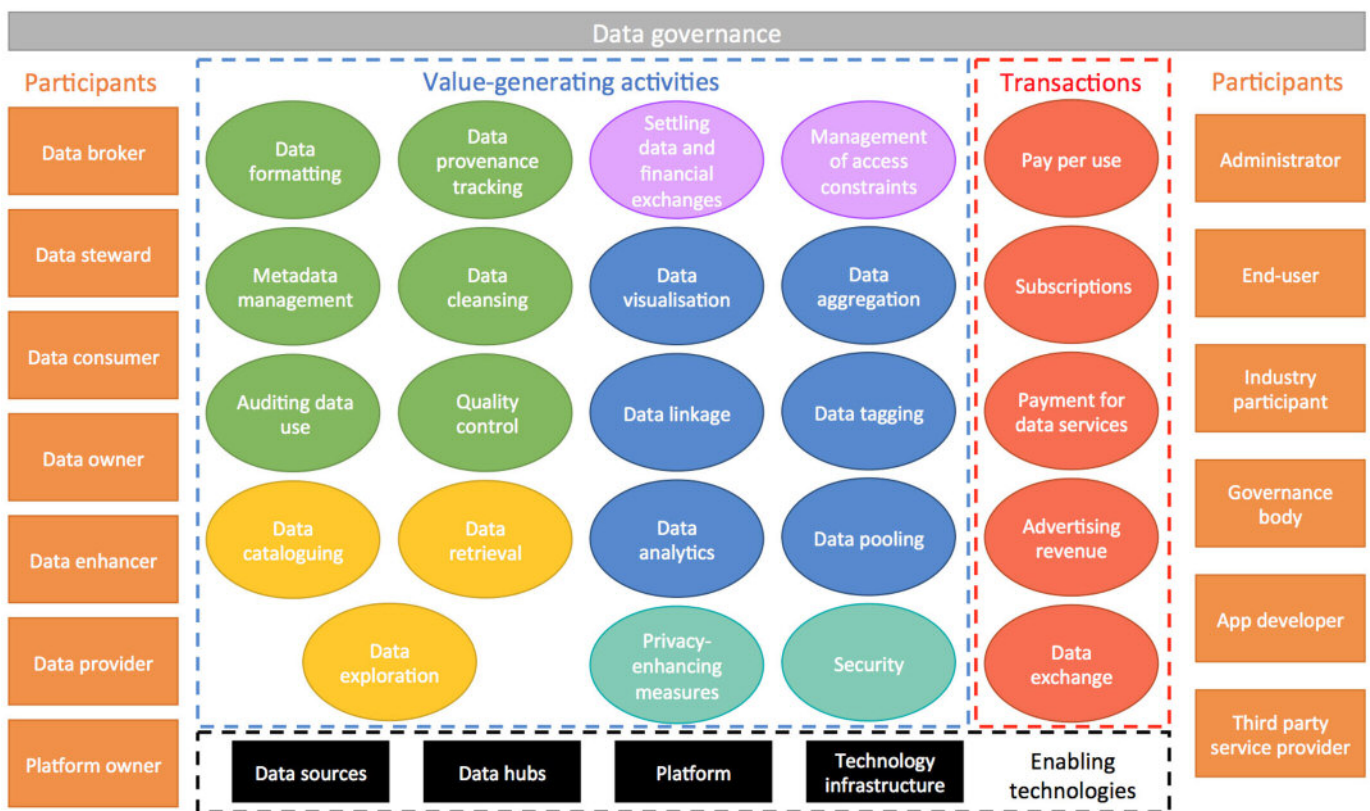 Data governance
Participants
Data broker
Data steward
Data consumer
Data owner
Data enhancer
Data provider
Platform owner
Value-generating activities
Data
formatting
Data
provenance
tracking
Settling
data and
financial
exchanges
Management
of access
constraints
Metadata
management
Data
cleansing
Data
visualisation
Data
aggregation
Auditing data
use
Quality
control
Data linkage
Data tagging
Data
cataloguing
Data
retrieval
Data
analytics
Data pooling
Data
exploration
Privacy-
enhancing
measures
Security
Transactions
Pay per use
Subscriptions
Payment for
data services
Advertising
revenue
Data
exchange
Participants
Administrator
End-user
Industry
participant
Governance
body
App developer
Third party
service provider
Data sources
Data hubs
Platform
Technology
infrastructure
Enabling
technologies